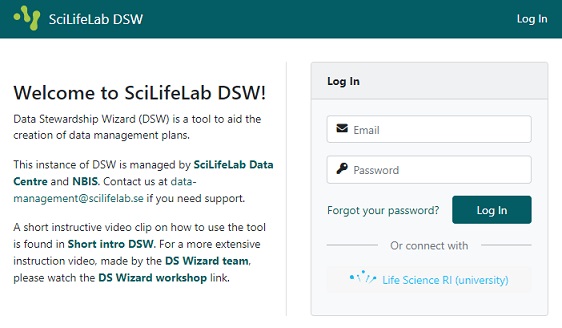 SciLifeLab DSW
Log In
Welcome to SciLifeLab DSW!
Data Stewardship Wizard (DSW) is a tool to aid the
creation of data management plans.
This instance of DSW is managed by SciLifeLab Data
Centre and NBIS. Contact us at data-
management@scilifelab.se if you need support.
A short instructive video clip on how to use the tool
is found in Short intro DSW. For a more extensive
instruction video, made by the DS Wizard team,
please watch the DS Wizard workshop link.
Log In
Email
Password
Forgot your password?
Log In
Or connect with
Life Science RI (university)